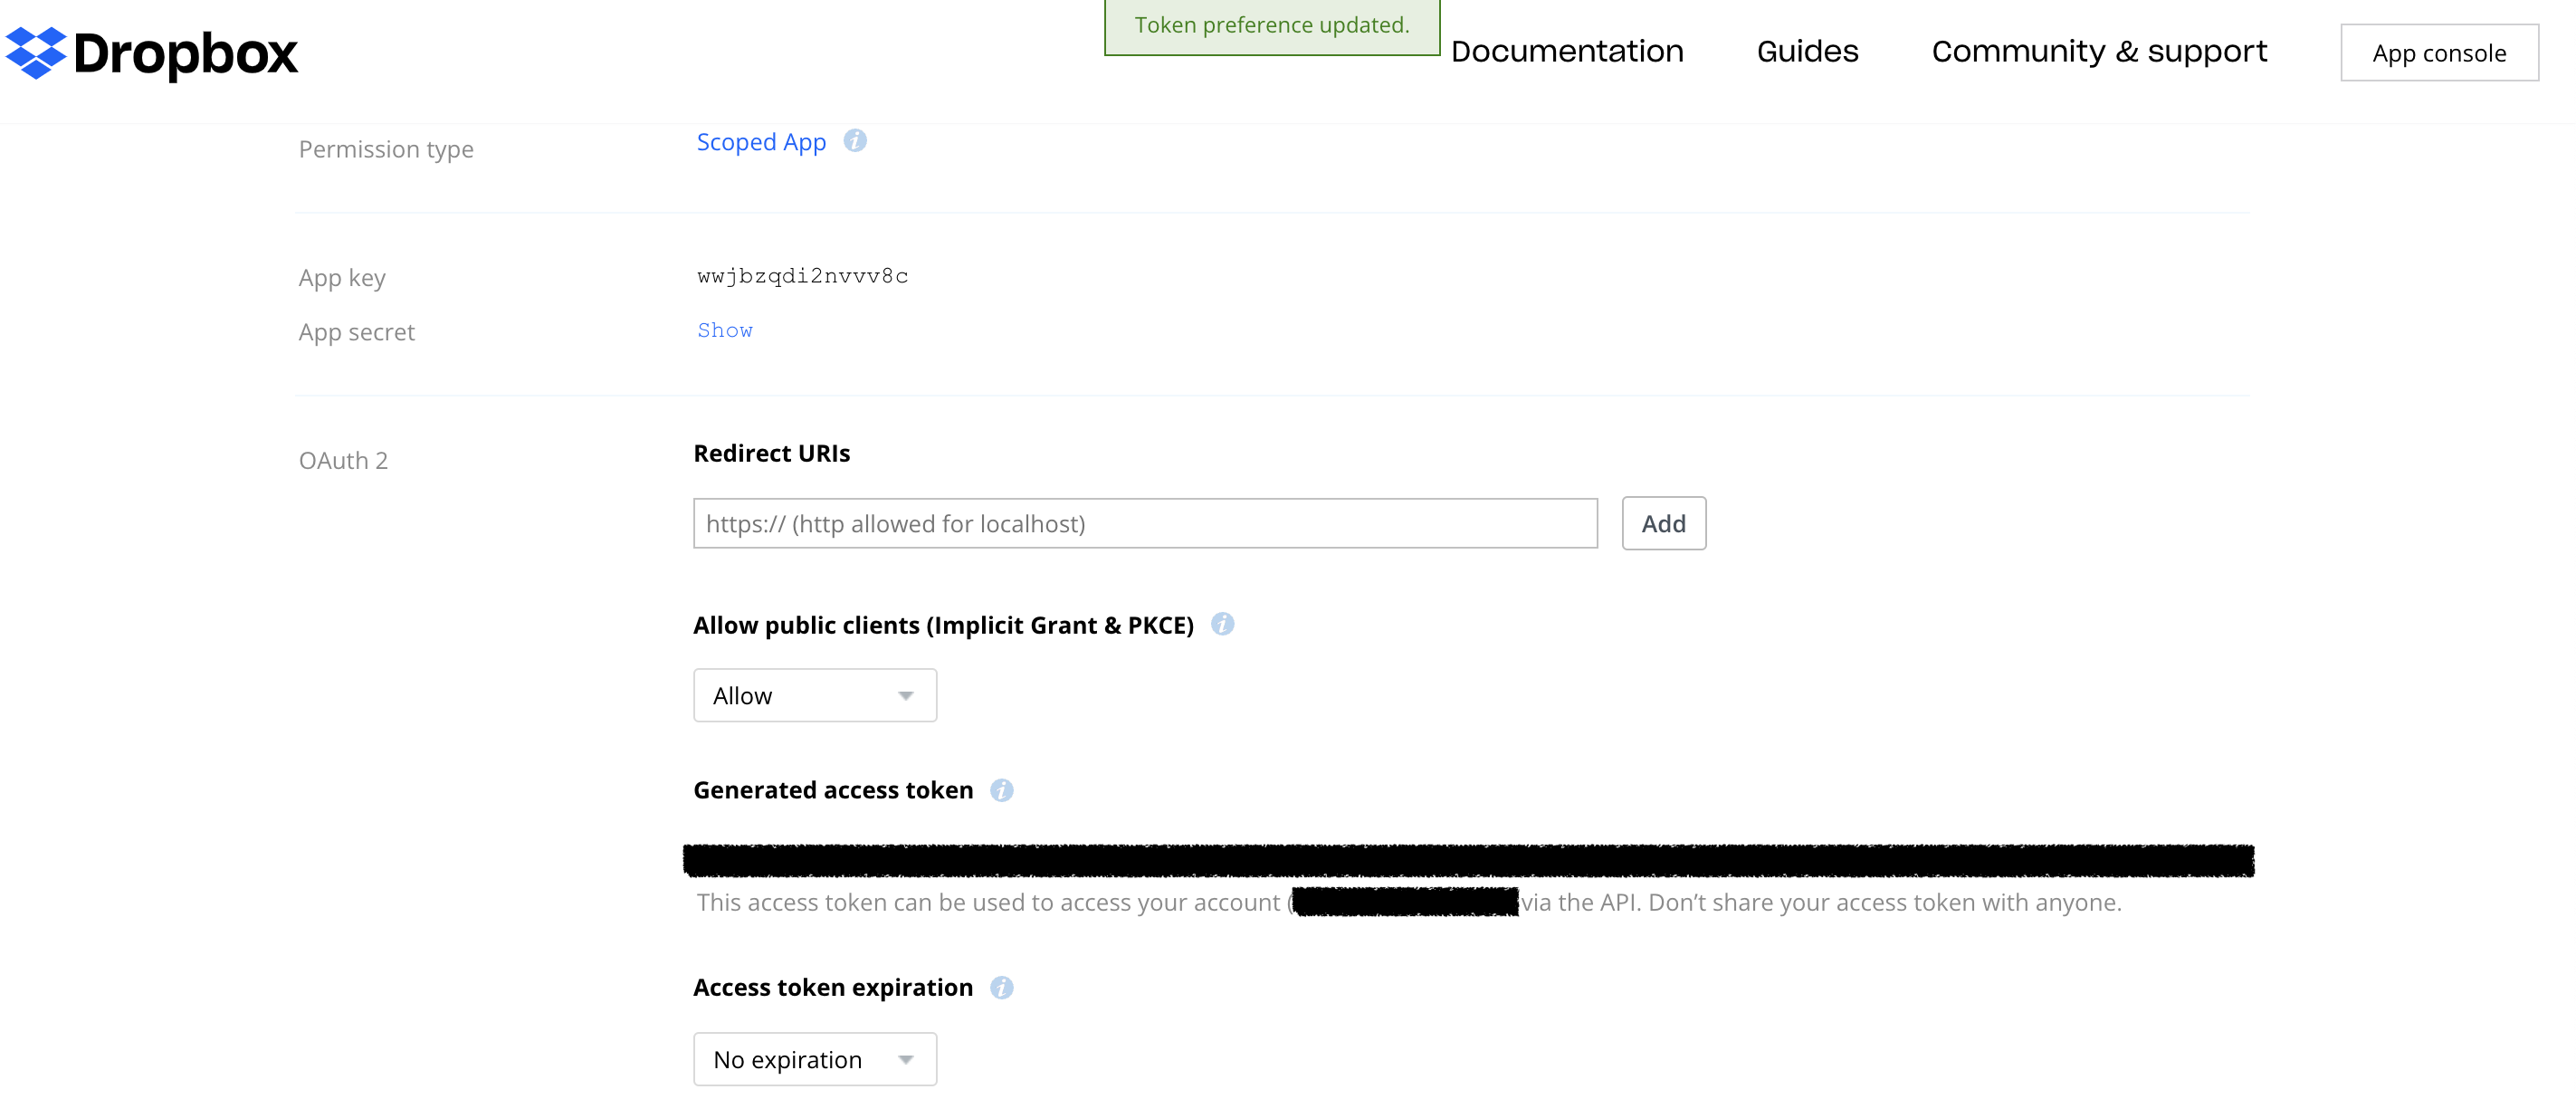 Token preference updated.
Dropbox
Documentation
Guides
Community & support
App console
Permission type
Scoped App
App key
wwjbzqdi2nvvv8c
App secret
Show
OAuth 2
Redirect URIs
https:// (http allowed for localhost)
Add
Allow public clients (Implicit Grant & PKCE)
Allow
Generated access token
This access token can be used to access your account ( via the API. Don’t share your access token with anyone.
Access token expiration
No expiration